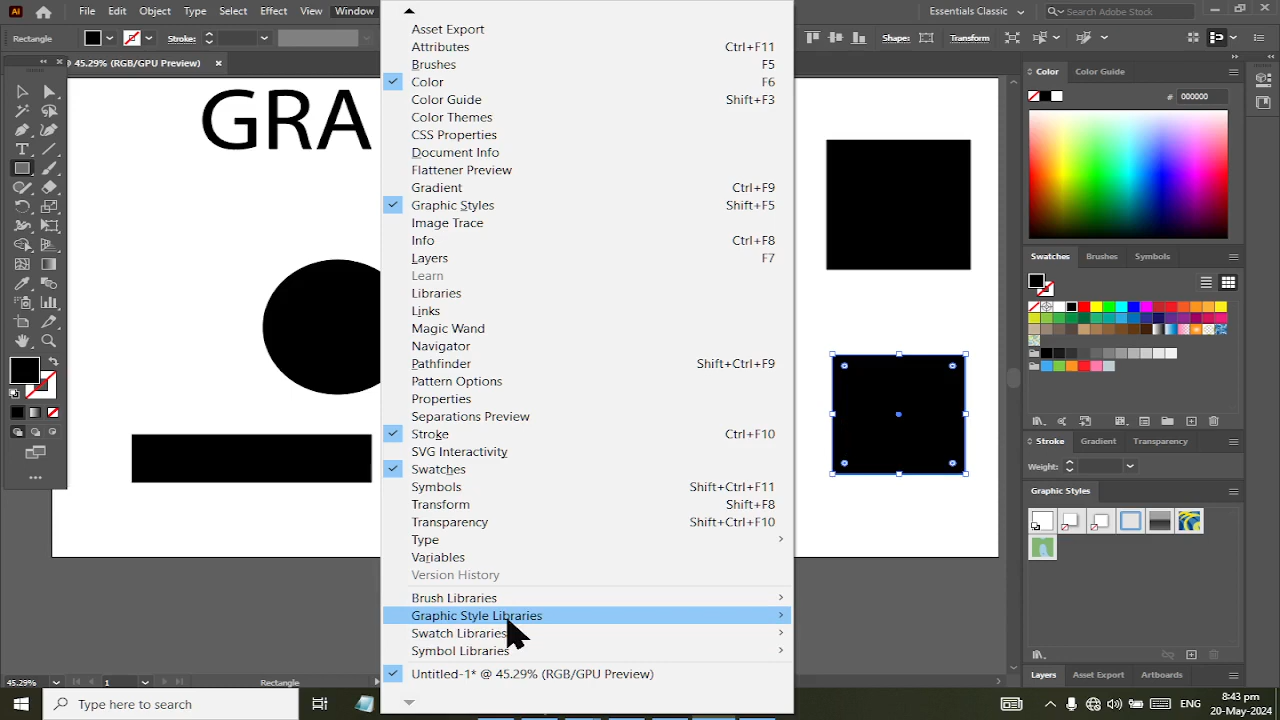 Ai File Edit Object Type Select Effect View Window
Essentials Classic Search Adobe Stock
Rectangle Stroke: Shape: Transform
@ 45.29% (RGB/GPU Preview) ×
GRA
Asset Export
Attributes Ctrl+F11
Brushes F5
Color F6
Color Guide Shift+F3
Color Themes
CSS Properties
Document Info
Flattener Preview
Gradient Ctrl+F9
Graphic Styles Shift+F5
Image Trace
Info Ctrl+F8
Layers F7
Learn
Libraries
Links
Magic Wand
Navigator
Pathfinder Shift+Ctrl+F9
Pattern Options
Properties
Separations Preview
Stroke Ctrl+F10
SVG Interactivity
Swatches
Symbols Shift+Ctrl+F11
Transform Shift+F8
Transparency Shift+Ctrl+F10
Type
Variables
Version History
Brush Libraries
Graphic Style Libraries
Swatch Libraries
Symbol Libraries
Untitled-1* @ 45.29% (RGB/GPU Preview)
Color Color Guide
# 000000
Swatches Brushes Symbols
Stroke Gradient Transparency
Weight:
Graphic Styles
Layers Asset Export Artboards
45.29% 1 Rectangle
Type here to search
ENG
8:43 pm
20-May-2024